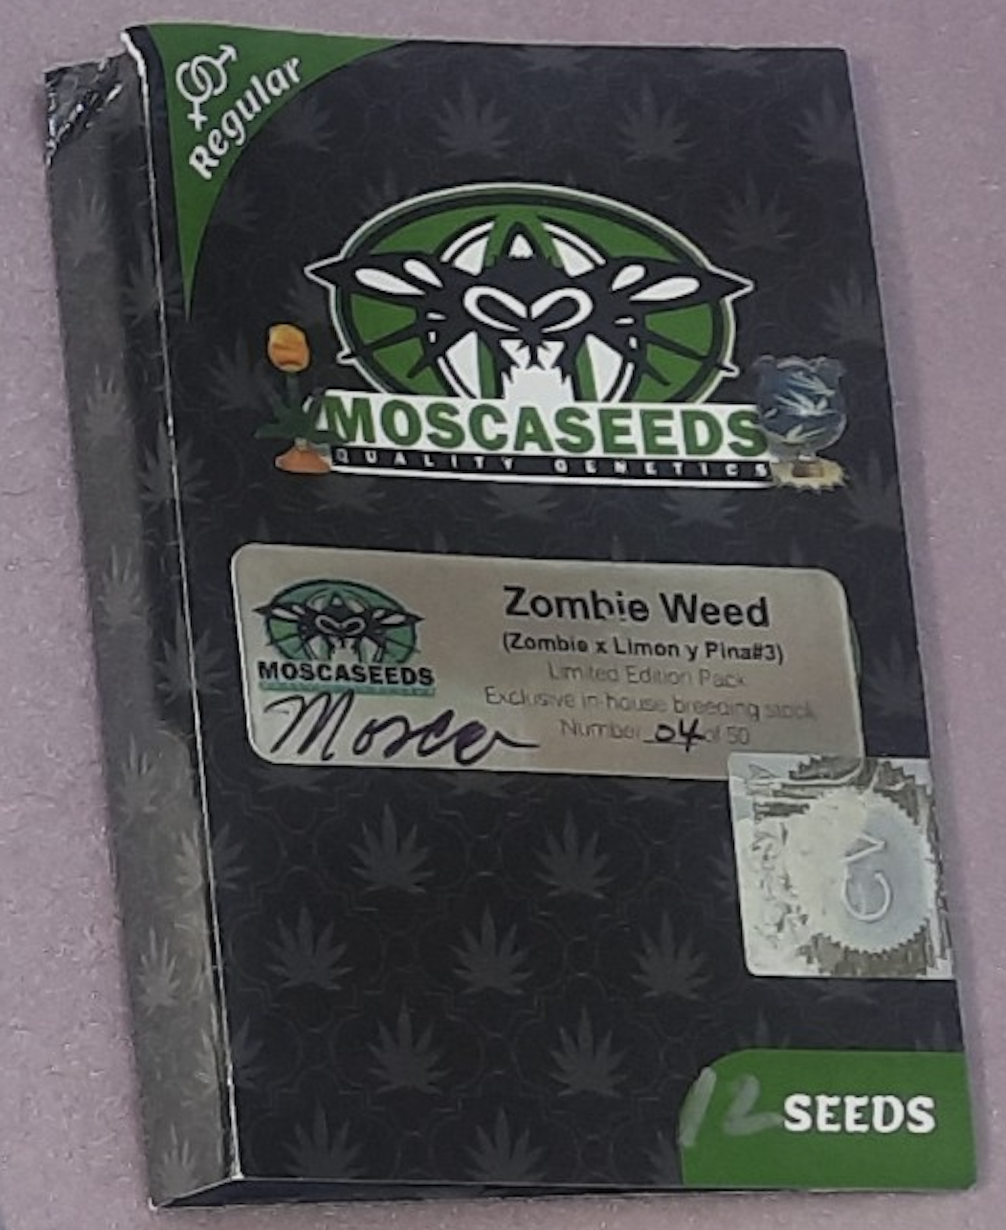 Regular
MOSCASEEDS
QUALITY GENETICS
MOSCASEEDS
Zombie Weed
(Zombie x Limon y Pina#3)
Limited Edition Pack
Exclusive in-house breeding stock
Number 04 of 50
Mosca
CV
12 SEEDS